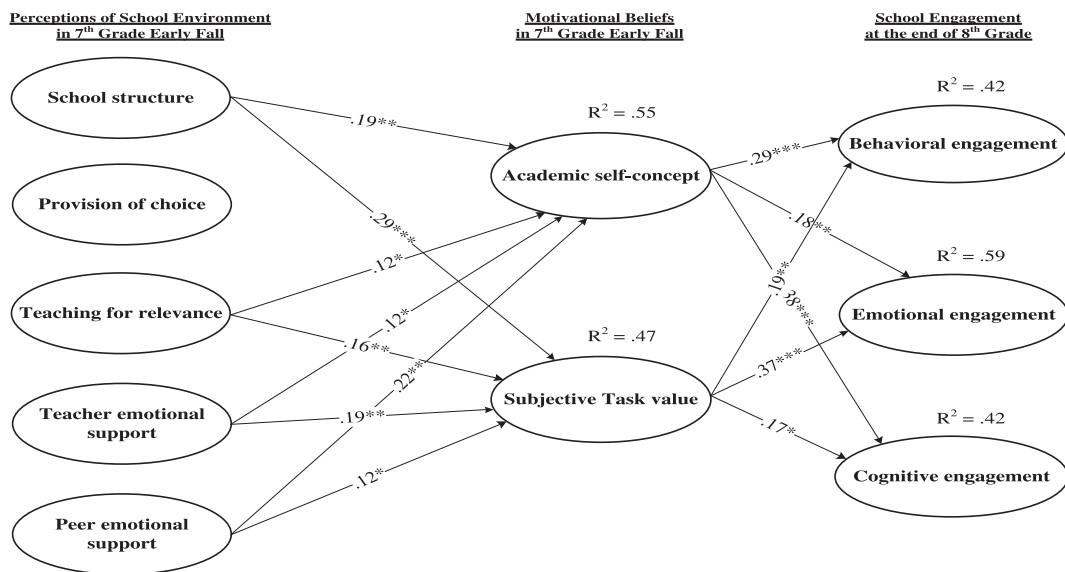 Perceptions of School Environment
in 7th Grade Early Fall
Motivational Beliefs
in 7th Grade Early Fall
School Engagement
at the end of 8th Grade
School structure
Provision of choice
Teaching for relevance
Teacher emotional
support
Peer emotional
support
.19**
.29***
.12*
.16**
.12*
.19**
.22**
.12*
R2 = .55
Academic self-concept
R2 = .47
Subjective Task value
.29***
.18**
.38***
.19**
.37***
.17*
R2 = .42
Behavioral engagement
R2 = .59
Emotional engagement
R2 = .42
Cognitive engagement